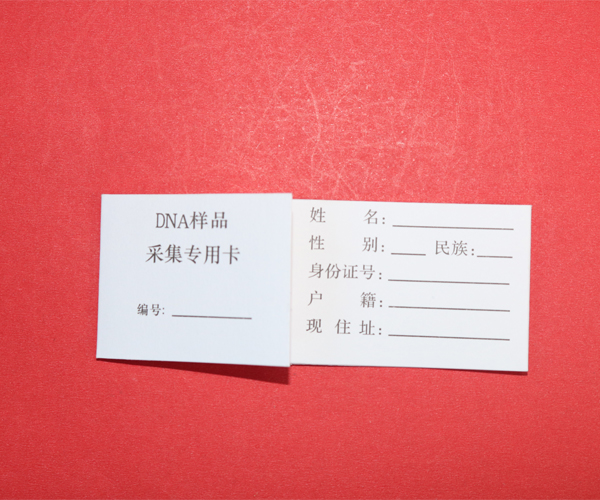 DNA样品
采集专用卡
编号:
姓 名:
性 别: 民族:
身份证号:
户 籍:
现 住 址: